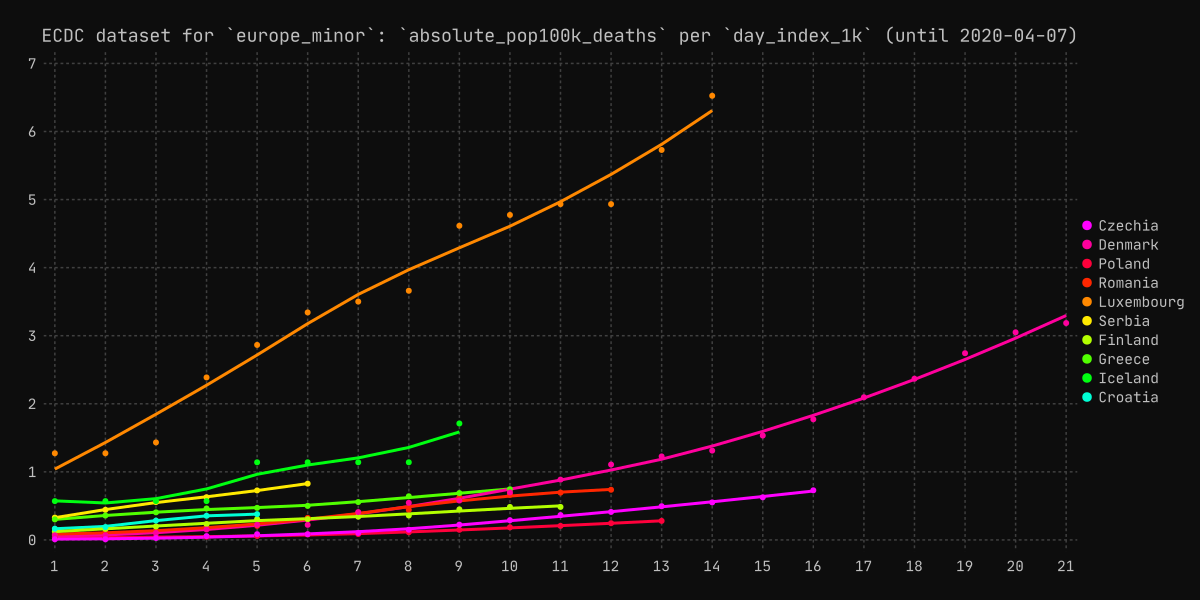 ECDC dataset for `europe_minor`: `absolute_pop100k_deaths` per `day_index_1k` (until 2020-04-07)
7
6
5
4
3
2
1
0
Czechia
Denmark
Poland
Romania
Luxembourg
Serbia
Finland
Greece
Iceland
Croatia
1 2 3 4 5 6 7 8 9 10 11 12 13 14 15 16 17 18 19 20 21